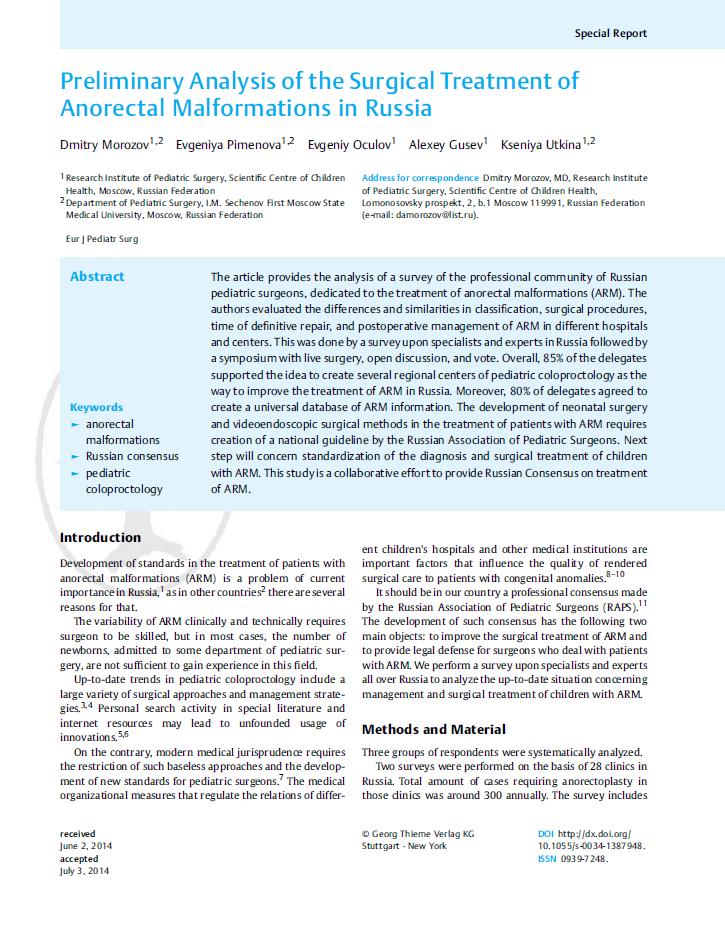 Special Report
Preliminary Analysis of the Surgical Treatment of
Anorectal Malformations in Russia
Dmitry Morozov1,2 Evgeniya Pimenova1,2 Evgeniy Oculov1 Alexey Gusev1 Kseniya Utkina1,2
1 Research Institute of Pediatric Surgery, Scientific Centre of Children
Health, Moscow, Russian Federation
2 Department of Pediatric Surgery, I.M. Sechenov First Moscow State
Medical University, Moscow, Russian Federation
Eur J Pediatr Surg
Address for correspondence Dmitry Morozov, MD, Research Institute
of Pediatric Surgery, Scientific Centre of Children Health,
Lomonosovsky prospekt, 2, b.1 Moscow 119991, Russian Federation
(e-mail: damorozov@list.ru).
Abstract
The article provides the analysis of a survey of the professional community of Russian
pediatric surgeons, dedicated to the treatment of anorectal malformations (ARM). The
authors evaluated the differences and similarities in classification, surgical procedures,
time of definitive repair, and postoperative management of ARM in different hospitals
and centers. This was done by a survey upon specialists and experts in Russia followed by
a symposium with live surgery, open discussion, and vote. Overall, 85% of the delegates
supported the idea to create several regional centers of pediatric coloproctology as the
way to improve the treatment of ARM in Russia. Moreover, 80% of delegates agreed to
create a universal database of ARM information. The development of neonatal surgery
and videoendoscopic surgical methods in the treatment of patients with ARM requires
creation of a national guideline by the Russian Association of Pediatric Surgeons. Next
step will concern standardization of the diagnosis and surgical treatment of children
with ARM. This study is a collaborative effort to provide Russian Consensus on treatment
of ARM.
Keywords
► anorectal
malformations
► Russian consensus
► pediatric
coloproctology
Introduction
Development of standards in the treatment of patients with
anorectal malformations (ARM) is a problem of current
importance in Russia,1 as in other countries2 there are several
reasons for that.
The variability of ARM clinically and technically requires
surgeon to be skilled, but in most cases, the number of
newborns, admitted to some department of pediatric sur-
gery, are not sufficient to gain experience in this field.
Up-to-date trends in pediatric coloproctology include a
large variety of surgical approaches and management strate-
gies.3,4 Personal search activity in special literature and
internet resources may lead to unfounded usage of
innovations.5,6
On the contrary, modern medical jurisprudence requires
the restriction of such baseless approaches and the develop-
ment of new standards for pediatric surgeons.7 The medical
organizational measures that regulate the relations of differ-
ent children's hospitals and other medical institutions are
important factors that influence the quality of rendered
surgical care to patients with congenital anomalies.8–10
It should be in our country a professional consensus made
by the Russian Association of Pediatric Surgeons (RAPS).11
The development of such consensus has the following two
main objects: to improve the surgical treatment of ARM and
to provide legal defense for surgeons who deal with patients
with ARM. We perform a survey upon specialists and experts
all over Russia to analyze the up-to-date situation concerning
management and surgical treatment of children with ARM.
Methods and Material
Three groups of respondents were systematically analyzed.
Two surveys were performed on the basis of 28 clinics in
Russia. Total amount of cases requiring anorectoplasty in
those clinics was around 300 annually. The survey includes
received
June 2, 2014
accepted
July 3, 2014
© Georg Thieme Verlag KG
Stuttgart · New York
DOI http://dx.doi.org/
10.1055/s-0034-1387948.
ISSN 0939-7248.